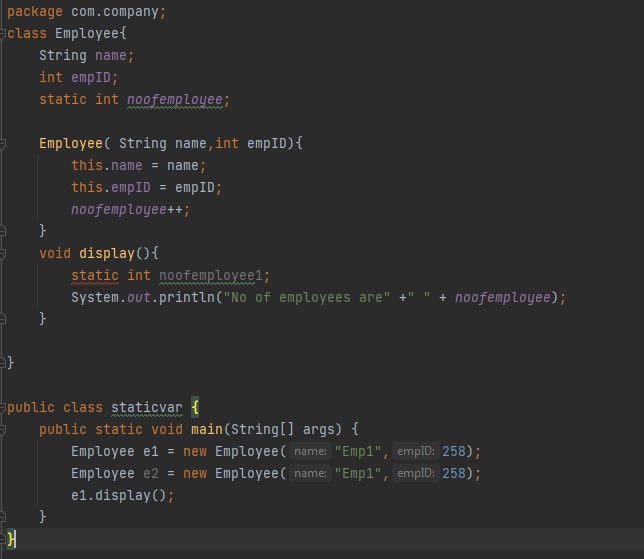 package com.company;
class Employee{
    String name;
    int empID;
    static int noofemployee;

    Employee( String name,int empID){
        this.name = name;
        this.empID = empID;
        noofemployee++;
    }
    void display(){
        static int noofemployee1;
        System.out.println("No of employees are" +" " + noofemployee);
    }

}

public class staticvar {
    public static void main(String[] args) {
        Employee e1 = new Employee( name: "Emp1", empID: 258);
        Employee e2 = new Employee( name: "Emp1", empID: 258);
        e1.display();
    }
}